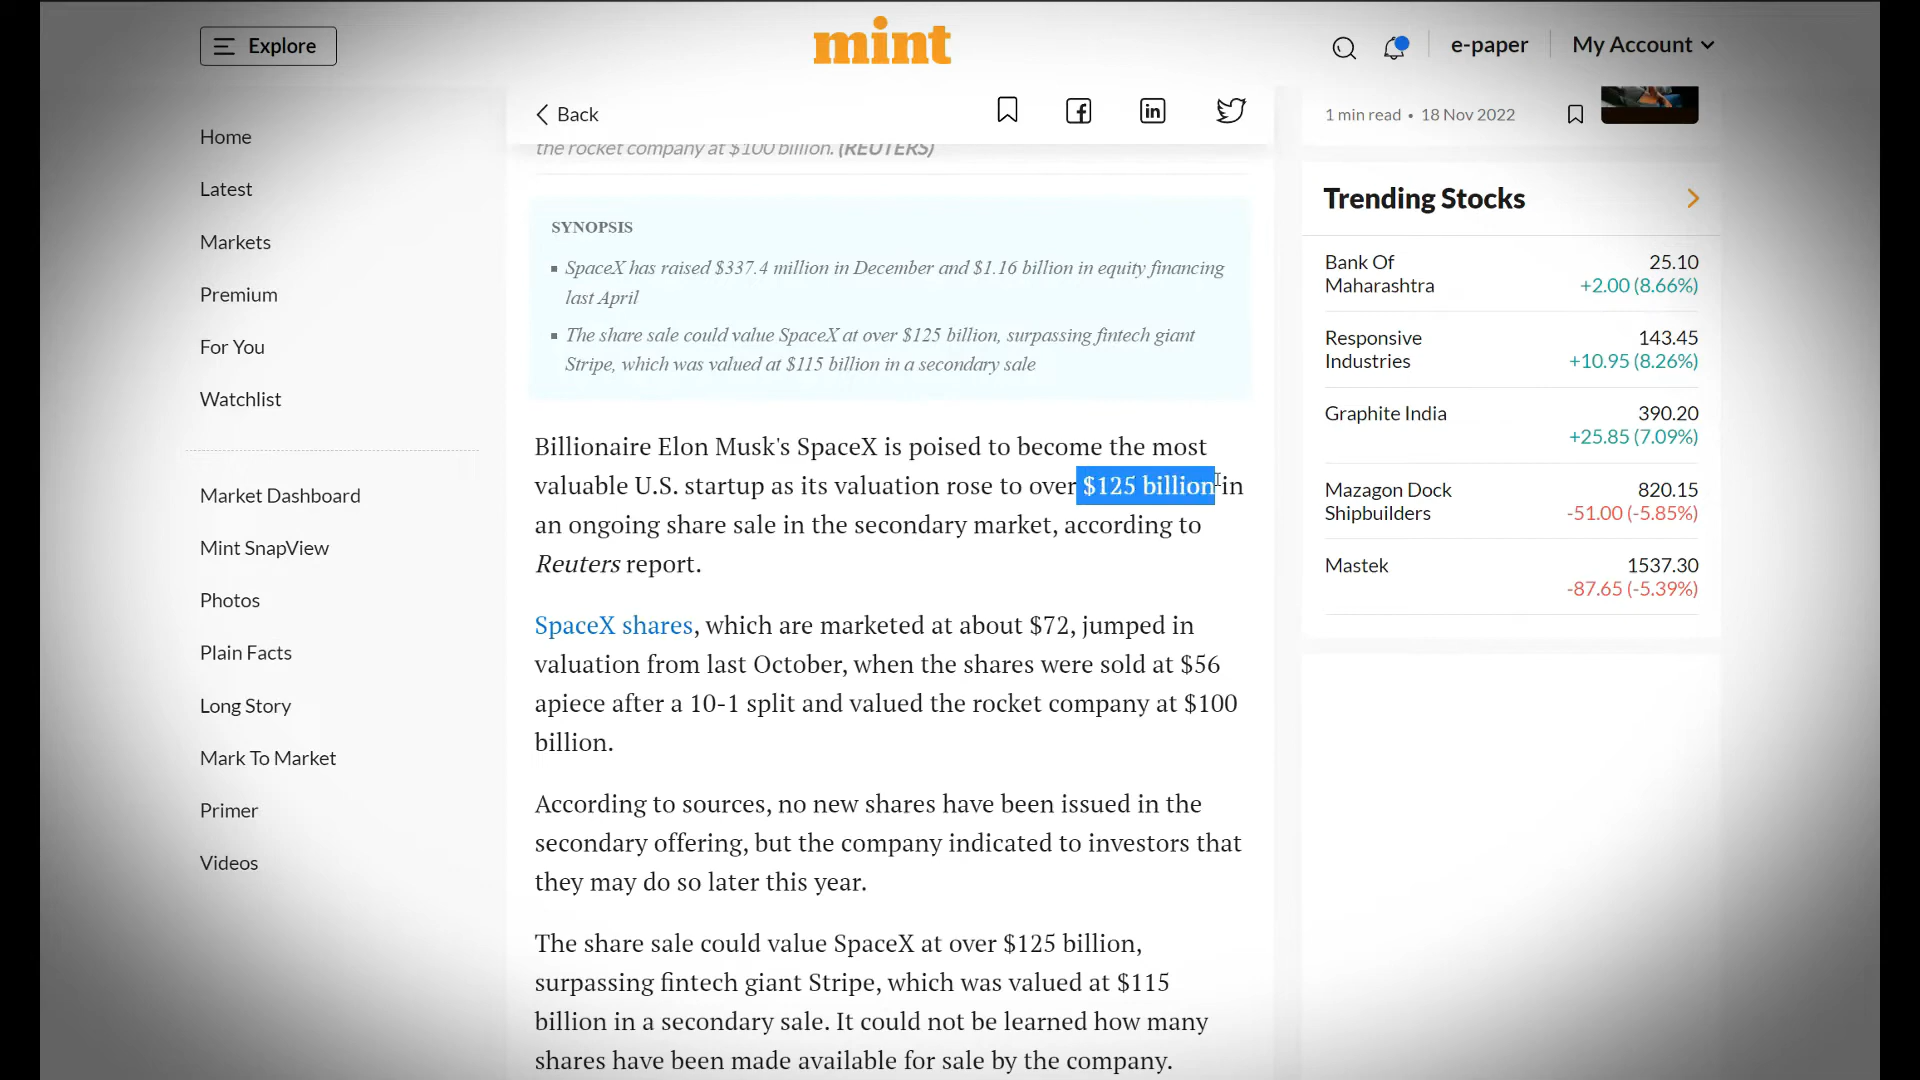 Explore
mint
e-paper
My Account
Back
1 min read • 18 Nov 2022
Home
Latest
Markets
Premium
For You
Watchlist
Market Dashboard
Mint SnapView
Photos
Plain Facts
Long Story
Mark To Market
Primer
Videos
the rocket company at $100 billion. (REUTERS)
SYNOPSIS
▪ SpaceX has raised $337.4 million in December and $1.16 billion in equity financing
last April
▪ The share sale could value SpaceX at over $125 billion, surpassing fintech giant
Stripe, which was valued at $115 billion in a secondary sale
Billionaire Elon Musk's SpaceX is poised to become the most
valuable U.S. startup as its valuation rose to over $125 billion in
an ongoing share sale in the secondary market, according to
Reuters report.
SpaceX shares, which are marketed at about $72, jumped in
valuation from last October, when the shares were sold at $56
apiece after a 10-1 split and valued the rocket company at $100
billion.
According to sources, no new shares have been issued in the
secondary offering, but the company indicated to investors that
they may do so later this year.
The share sale could value SpaceX at over $125 billion,
surpassing fintech giant Stripe, which was valued at $115
billion in a secondary sale. It could not be learned how many
shares have been made available for sale by the company.
Trending Stocks
Bank Of 25.10
Maharashtra +2.00 (8.66%)
Responsive 143.45
Industries +10.95 (8.26%)
Graphite India 390.20
+25.85 (7.09%)
Mazagon Dock 820.15
Shipbuilders -51.00 (-5.85%)
Mastek 1537.30
-87.65 (-5.39%)